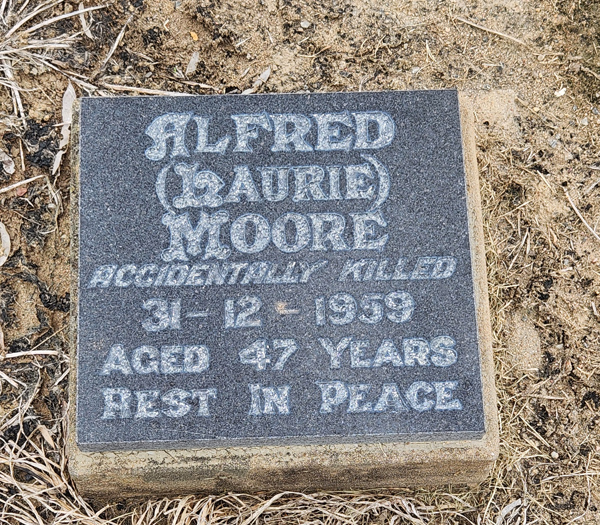 ALFRED
(LAURIE)
MOORE
ACCIDENTALLY KILLED
31-12-1959
AGED 47 YEARS
REST IN PEACE